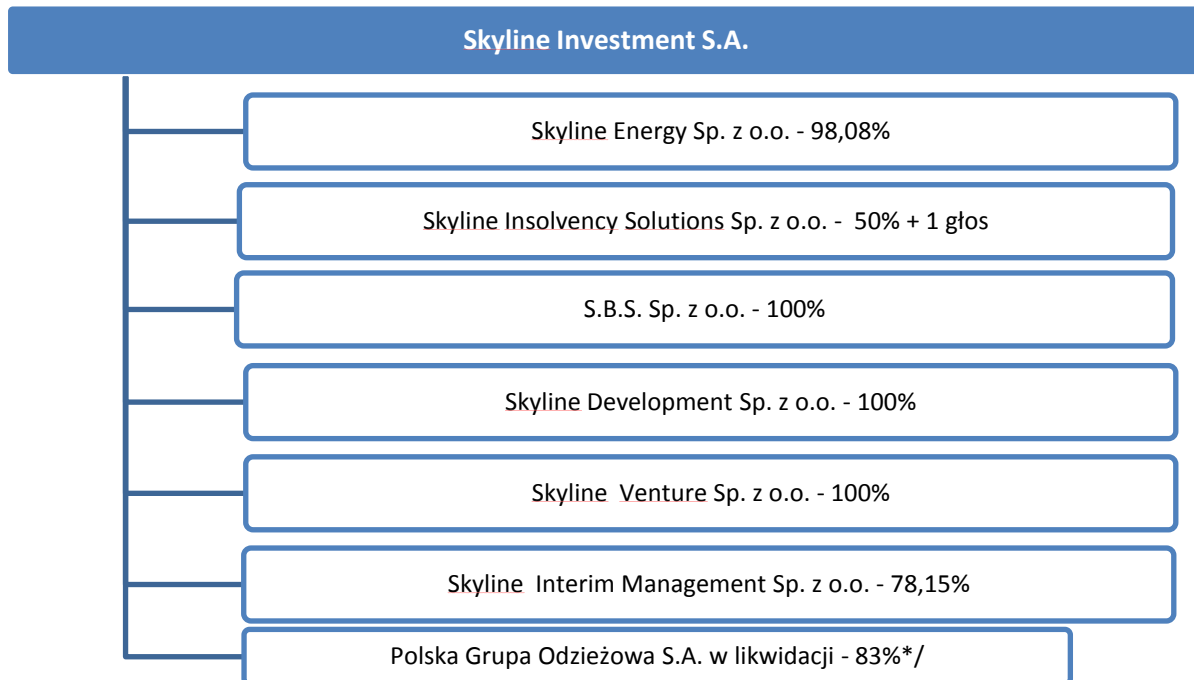 Skyline Investment S.A.
Skyline Energy Sp. z o.o. - 98,08%
Skyline Insolvency Solutions Sp. z o.o. - 50% + 1 głos
S.B.S. Sp. z o.o. - 100%
Skyline Development Sp. z o.o. - 100%
Skyline Venture Sp. z o.o. - 100%
Skyline Interim Management Sp. z o.o. - 78,15%
Polska Grupa Odzieżowa S.A. w likwidacji - 83%*/